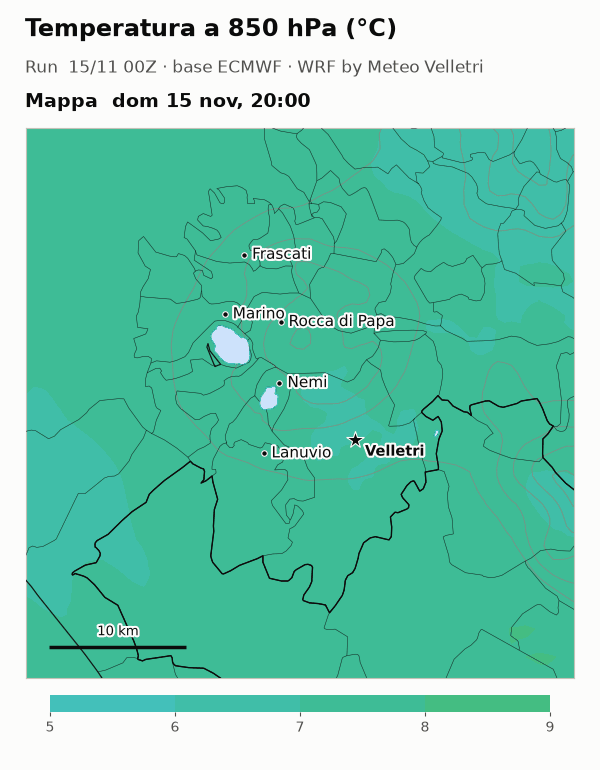 Temperatura a 850 hPa (°C)
Run  15/11 00Z · base ECMWF · WRF by Meteo Velletri
Mappa  dom 15 nov, 20:00
Frascati
Marino
Rocca di Papa
Nemi
Velletri
Lanuvio
10 km
5 6 7 8 9